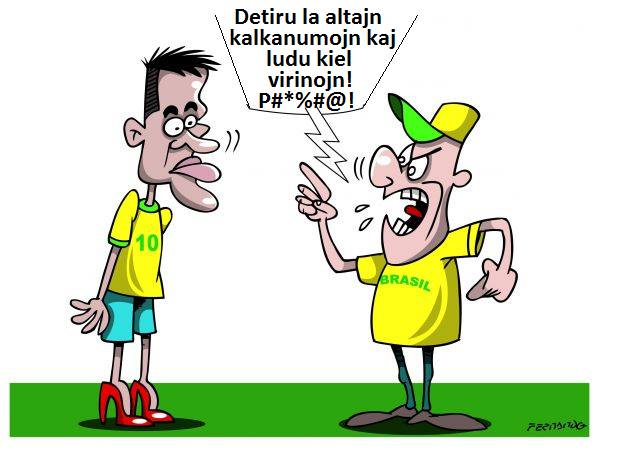 Detiru la altajn
kalkanumojn kaj
ludu kiel
virinojn!
P#*%#@!
10
BRASIL